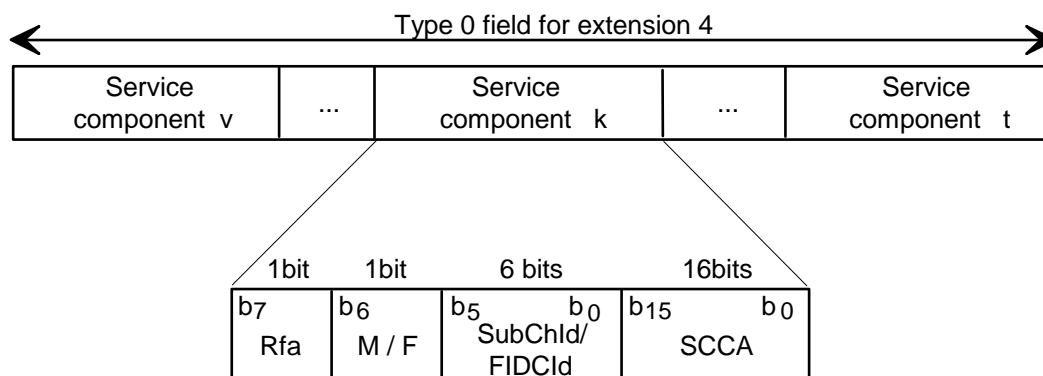 Type 0 field for extension 4
Service component v
...
Service component k
...
Service component t
1bit
1bit
6 bits
16bits
b7
Rfa
b6
M / F
b5 b0
SubChId/
FIDCId
b15 b0
SCCA